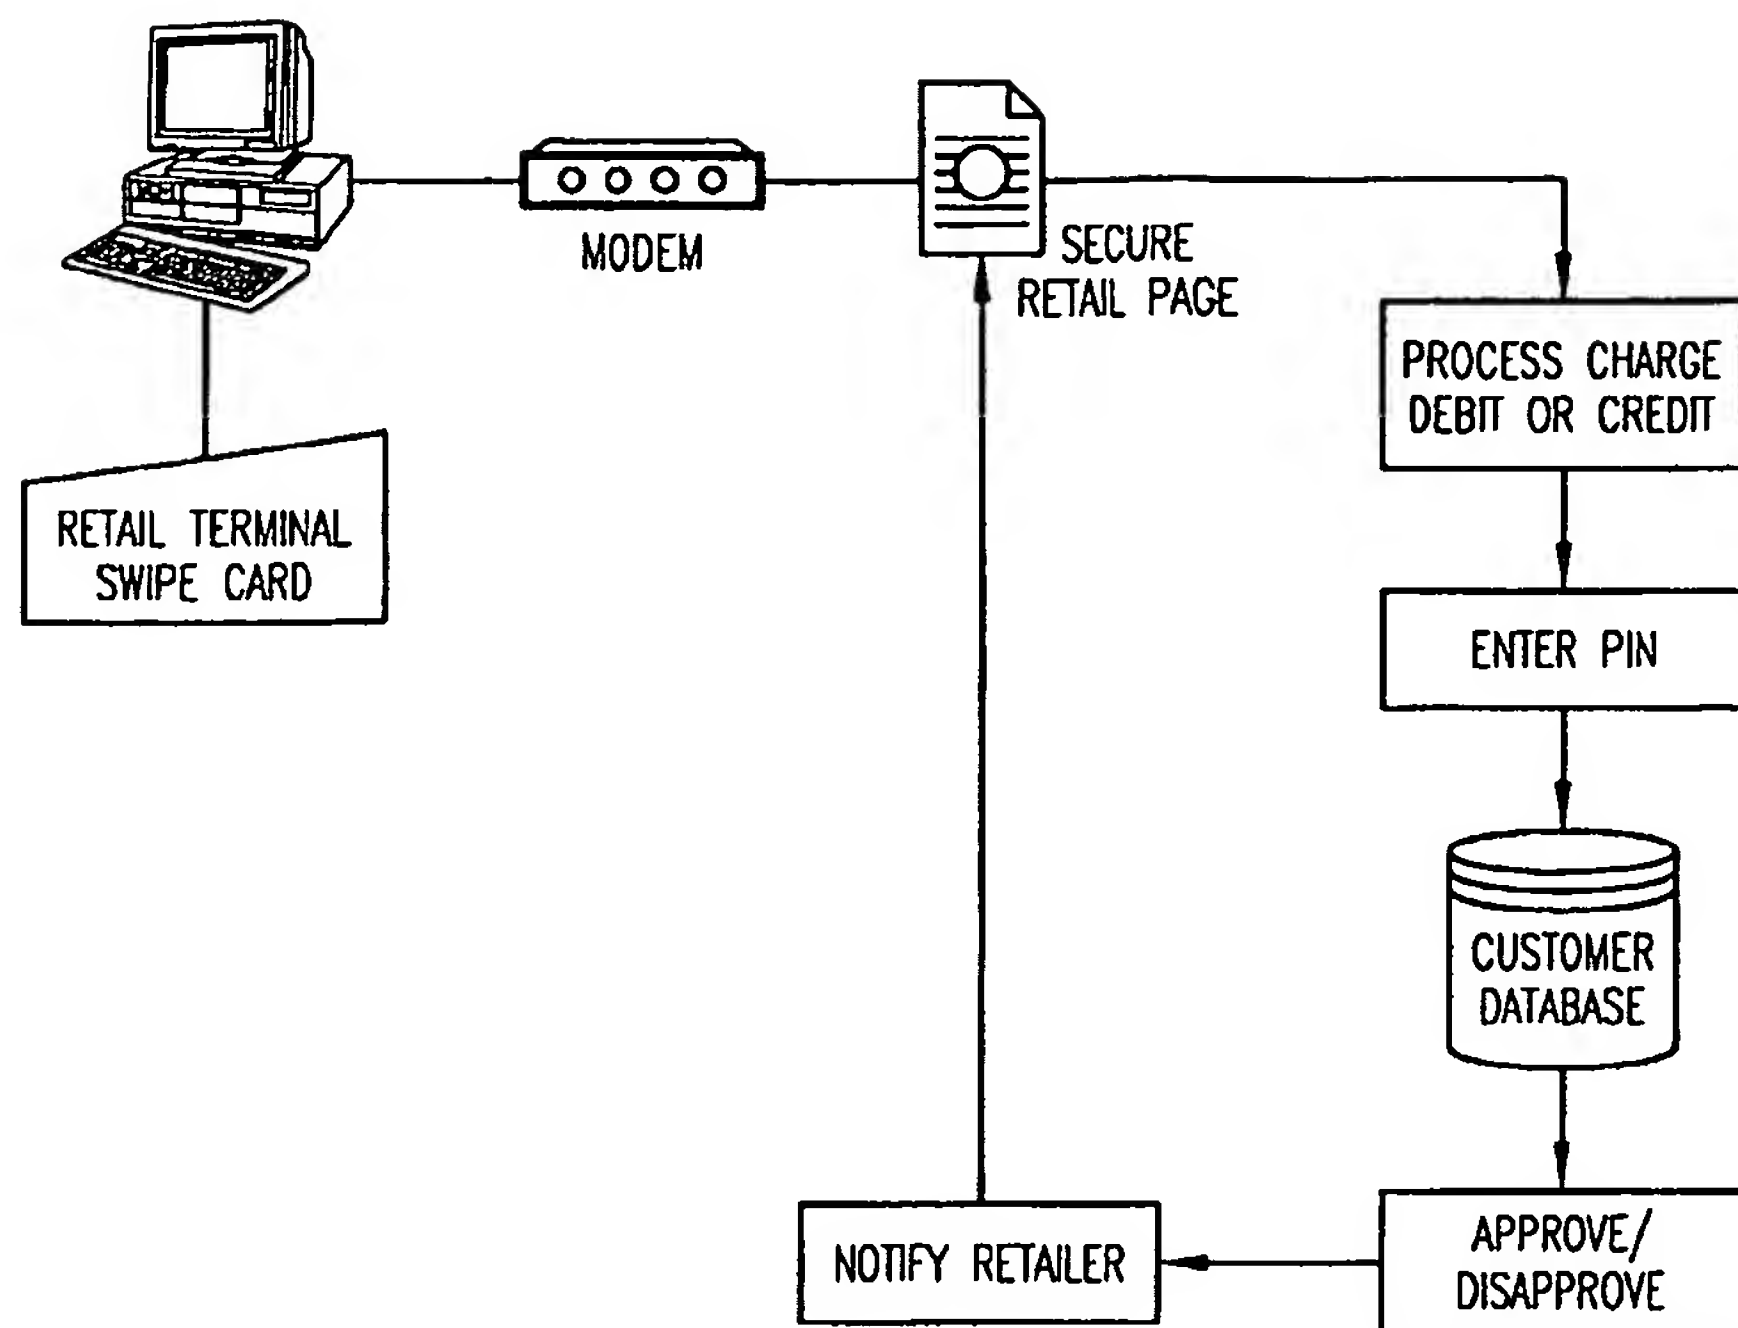 MODEM
SECURE
RETAIL PAGE
PROCESS CHARGE
DEBIT OR CREDIT
RETAIL TERMINAL
SWIPE CARD
ENTER PIN
CUSTOMER
DATABASE
NOTIFY RETAILER
APPROVE/
DISAPPROVE